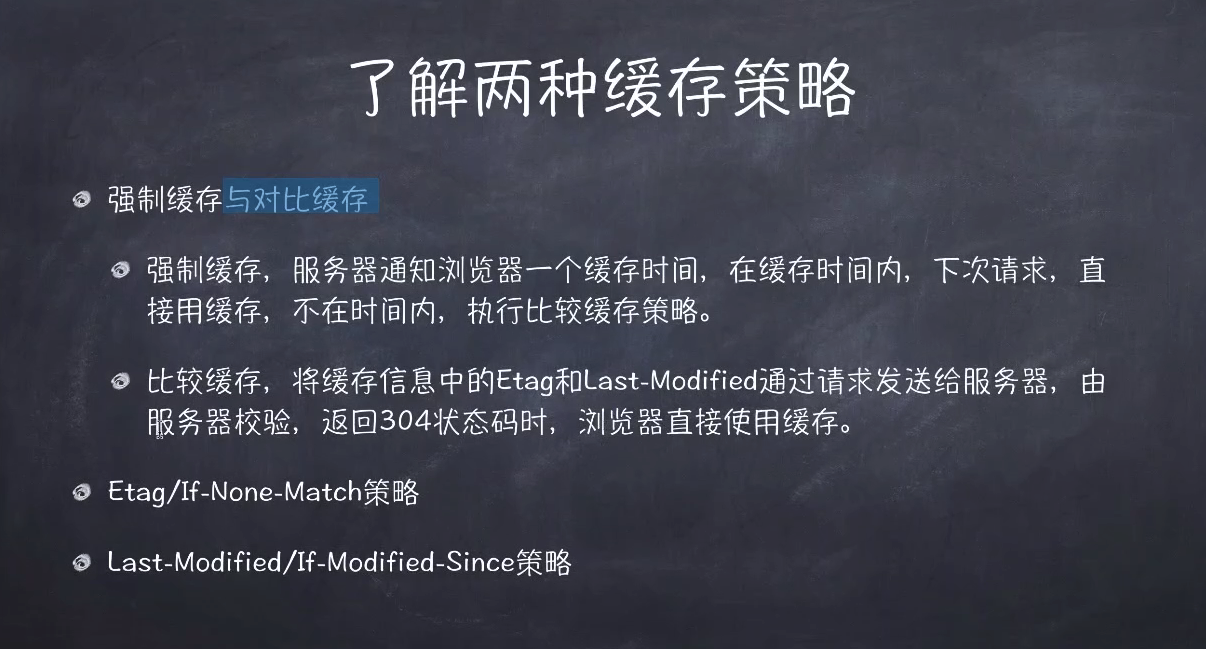 了解两种缓存策略
强制缓存与对比缓存
强制缓存，服务器通知浏览器一个缓存时间，在缓存时间内，下次请求，直
接用缓存，不在时间内，执行比较缓存策略。
比较缓存，将缓存信息中的Etag和Last-Modified通过请求发送给服务器，由
服务器校验，返回304状态码时，浏览器直接使用缓存。
Etag/If-None-Match策略
Last-Modified/If-Modified-Since策略